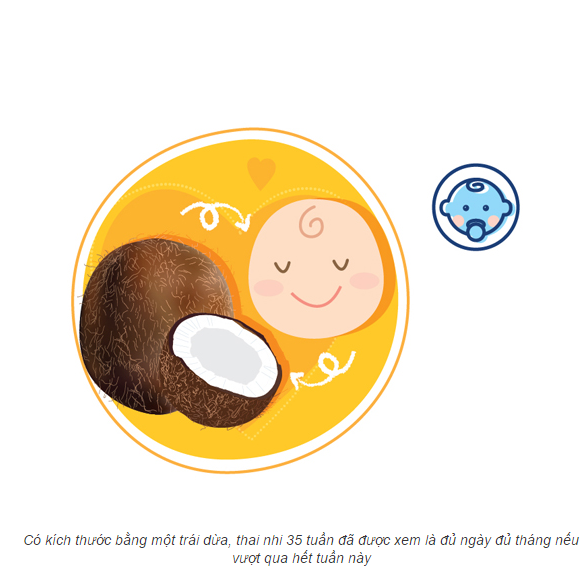 Có kích thước bằng một trái dừa, thai nhi 35 tuần đã được xem là đủ ngày đủ tháng nếu
vượt qua hết tuần này